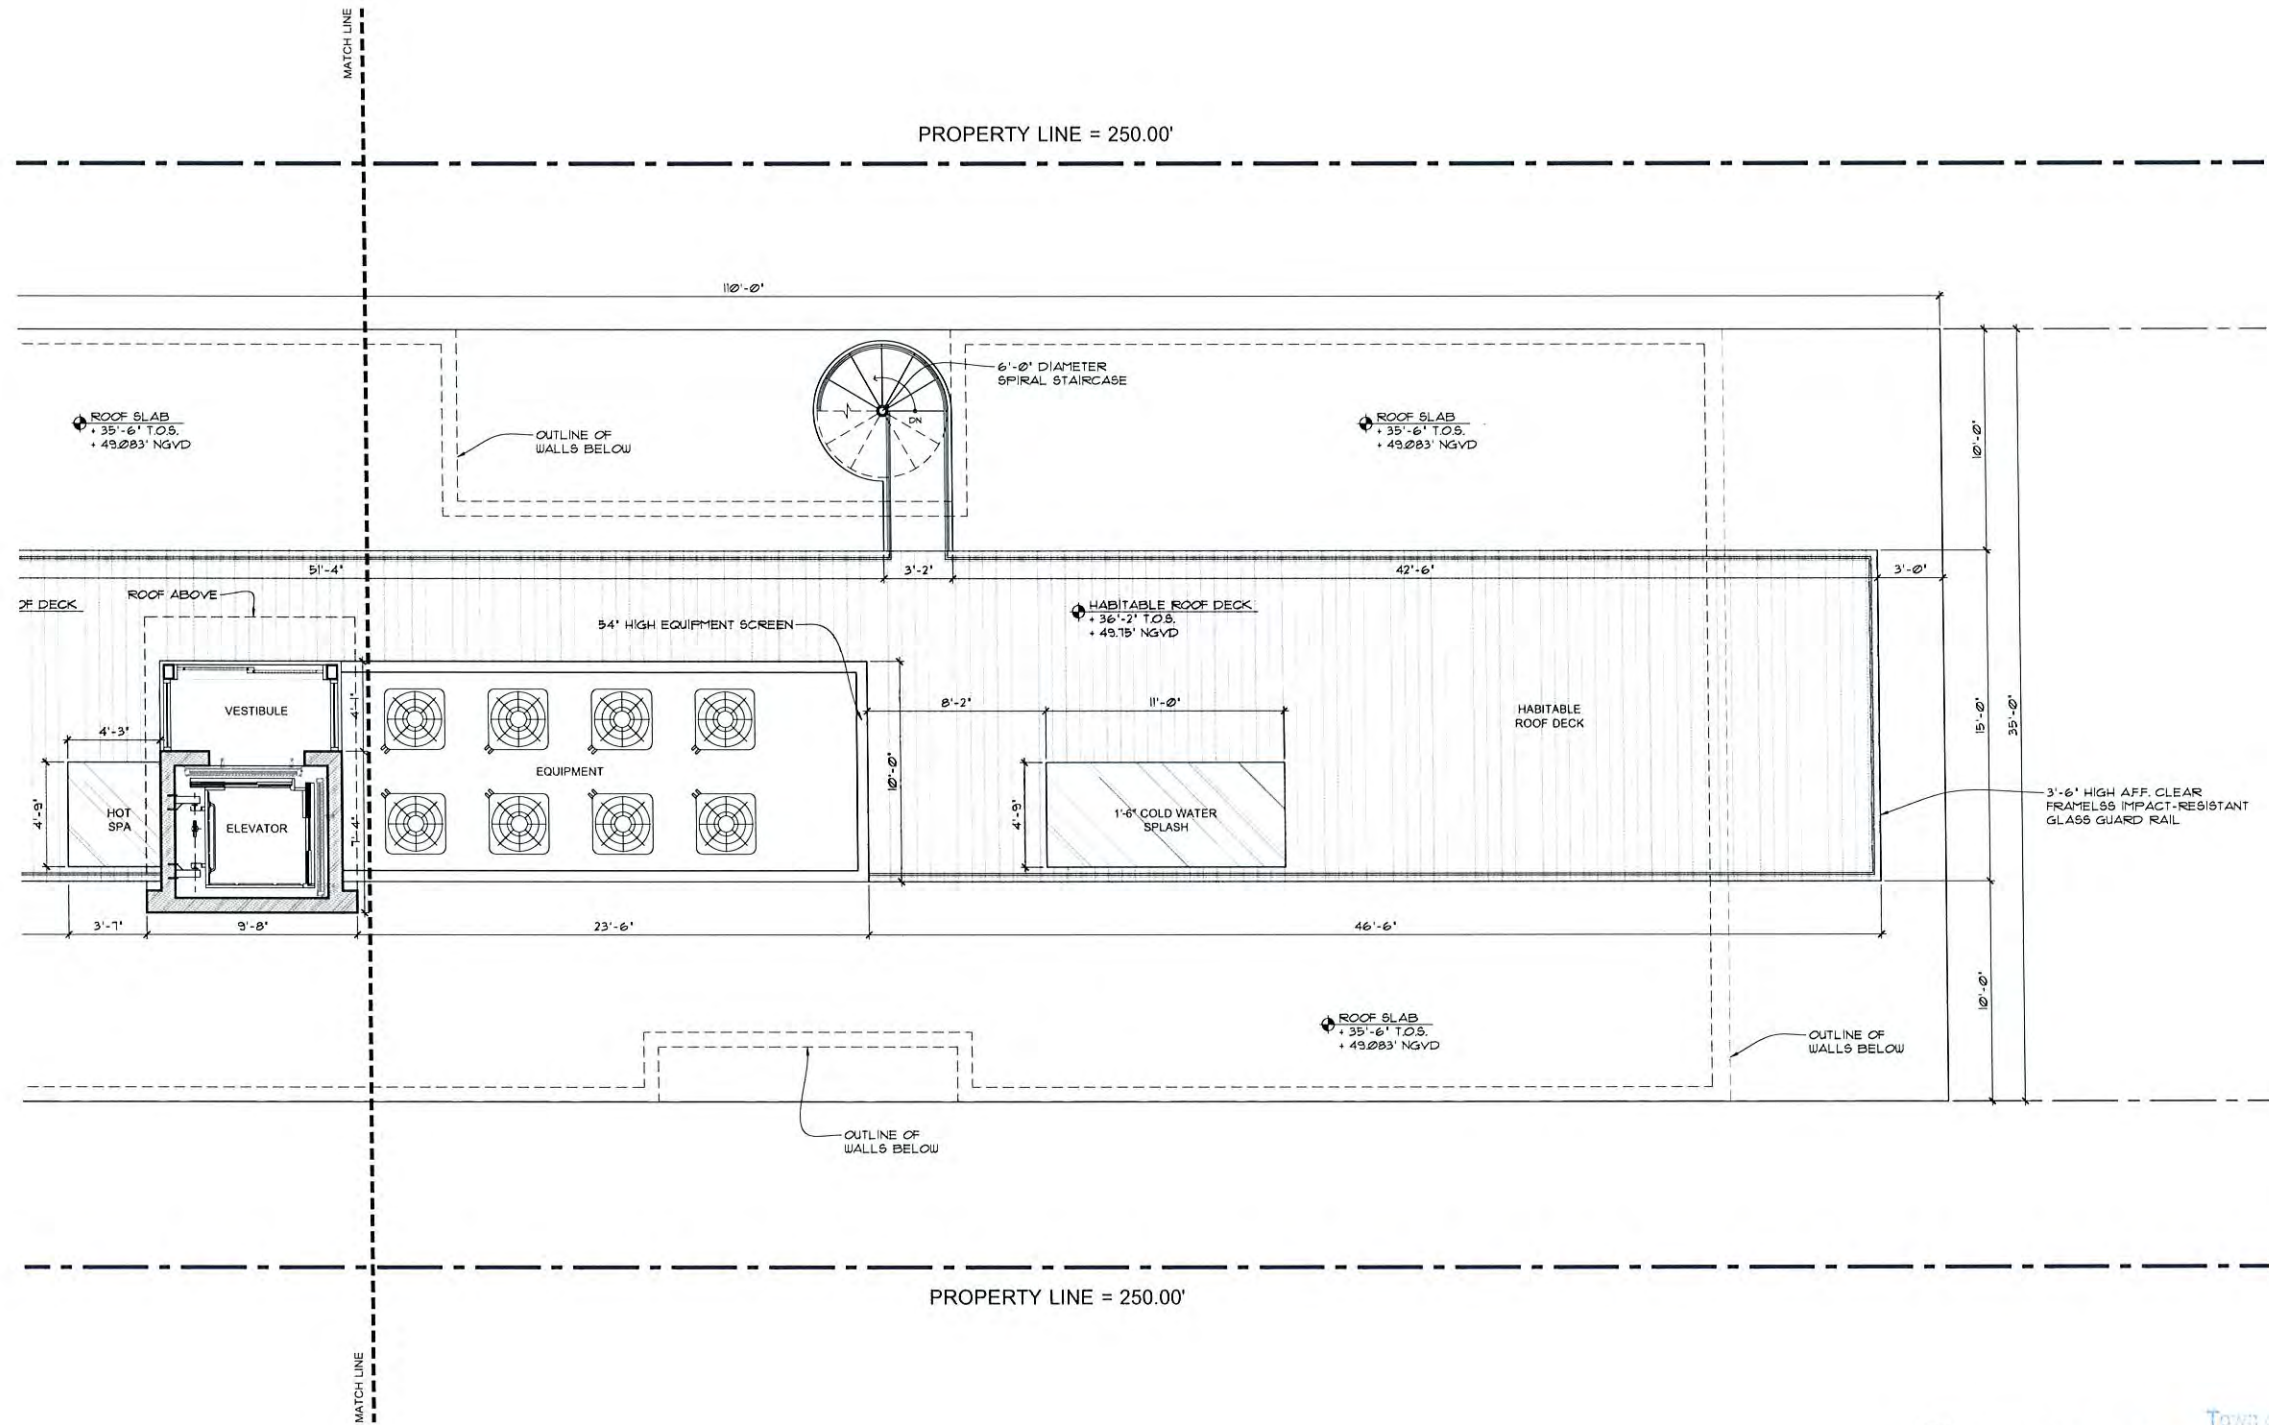 MATCH LINE
PROPERTY LINE = 250.00'
110'-0"
6'-0" DIAMETER
SPIRAL STAIRCASE
DN
ROOF SLAB
+ 35'-6" T.O.S.
+ 49.083' NGVD
OUTLINE OF
WALLS BELOW
ROOF SLAB
+ 35'-6" T.O.S.
+ 49.083' NGVD
10'-0"
51'-4"
3'-2"
42'-6"
3'-0"
OF DECK
ROOF ABOVE
54" HIGH EQUIPMENT SCREEN
HABITABLE ROOF DECK
+ 36'-2" T.O.S.
+ 49.75' NGVD
VESTIBULE
4'-1"
8'-2"
11'-0"
HABITABLE
ROOF DECK
15'-0"
35'-0"
4'-3"
EQUIPMENT
10'-0"
4'-9"
HOT
SPA
ELEVATOR
7'-4"
4'-9"
1'-6" COLD WATER
SPLASH
3'-6" HIGH A.F.F. CLEAR
FRAMELSS IMPACT-RESISTANT
GLASS GUARD RAIL
3'-7"
9'-8"
23'-6"
46'-6"
10'-0"
ROOF SLAB
+ 35'-6" T.O.S.
+ 49.083' NGVD
OUTLINE OF
WALLS BELOW
OUTLINE OF
WALLS BELOW
PROPERTY LINE = 250.00'
MATCH LINE
Town